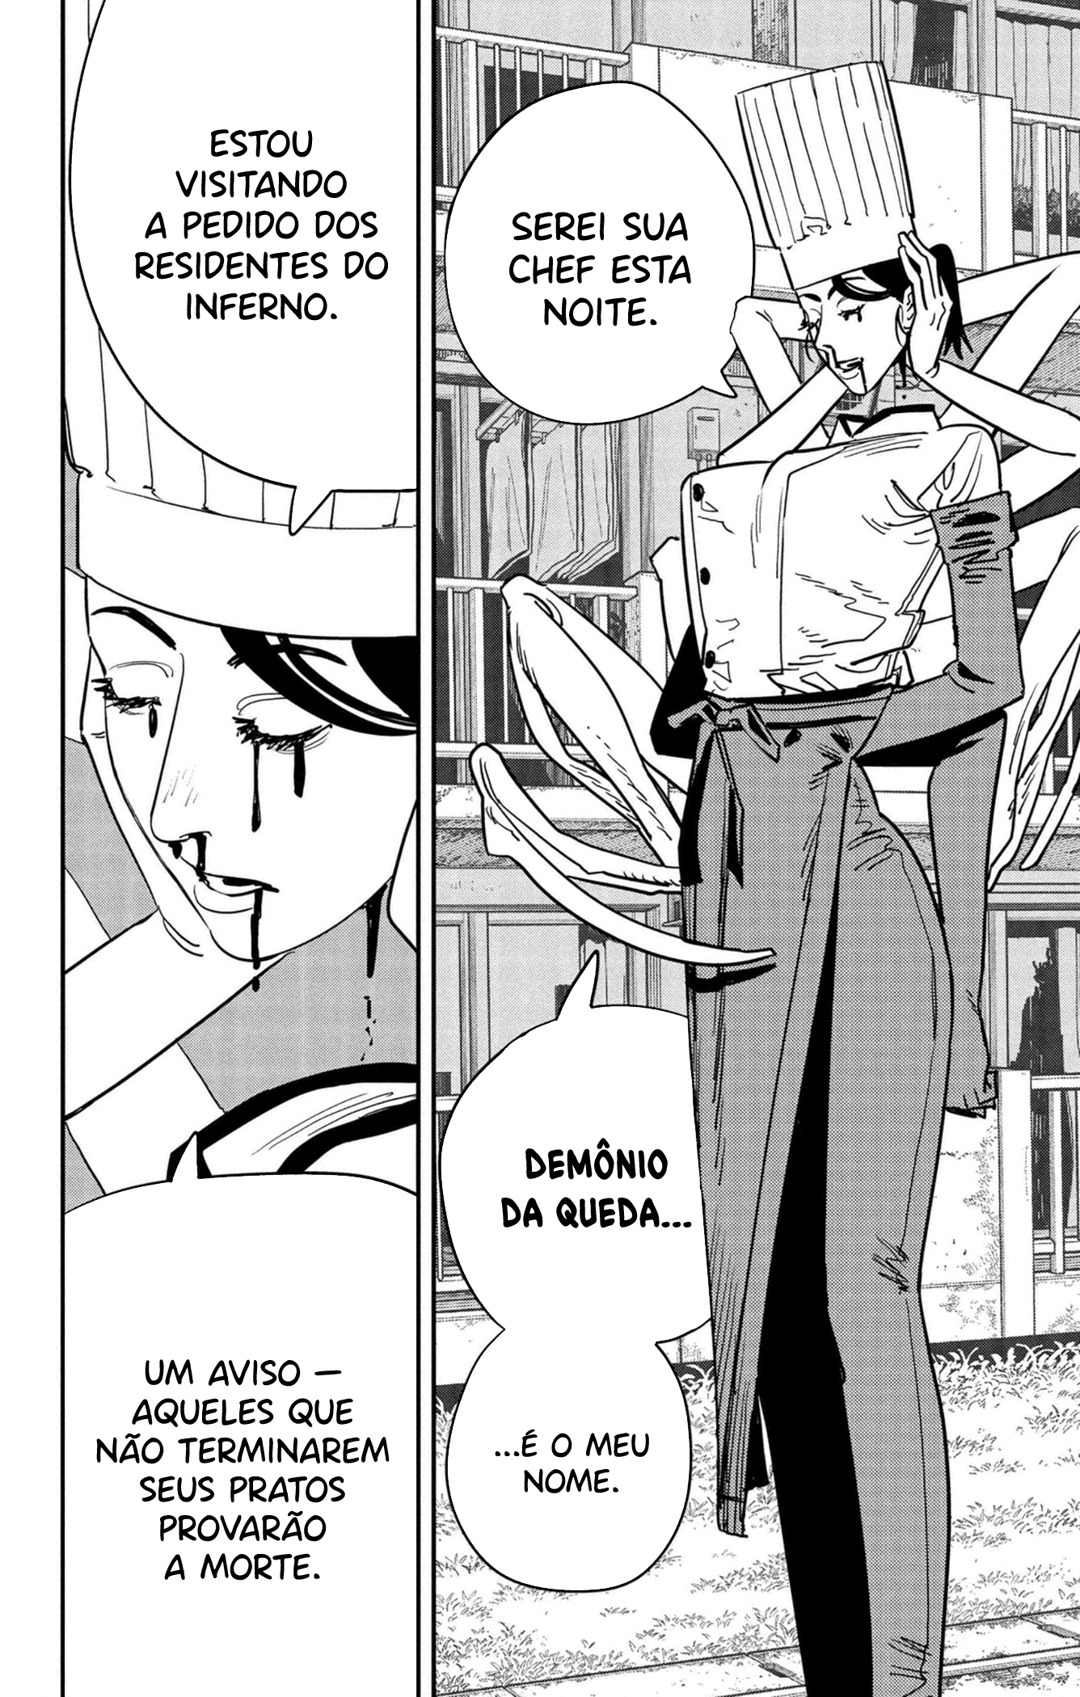 SEREI SUA
CHEF ESTA
NOITE.
DEMÔNIO
DA QUEDA...
...É O MEU
NOME.
ESTOU
VISITANDO
A PEDIDO DOS
RESIDENTES DO
INFERNO.
UM AVISO –
AQUELES QUE
NÃO TERMINAREM
SEUS PRATOS
PROVARÃO
A MORTE.